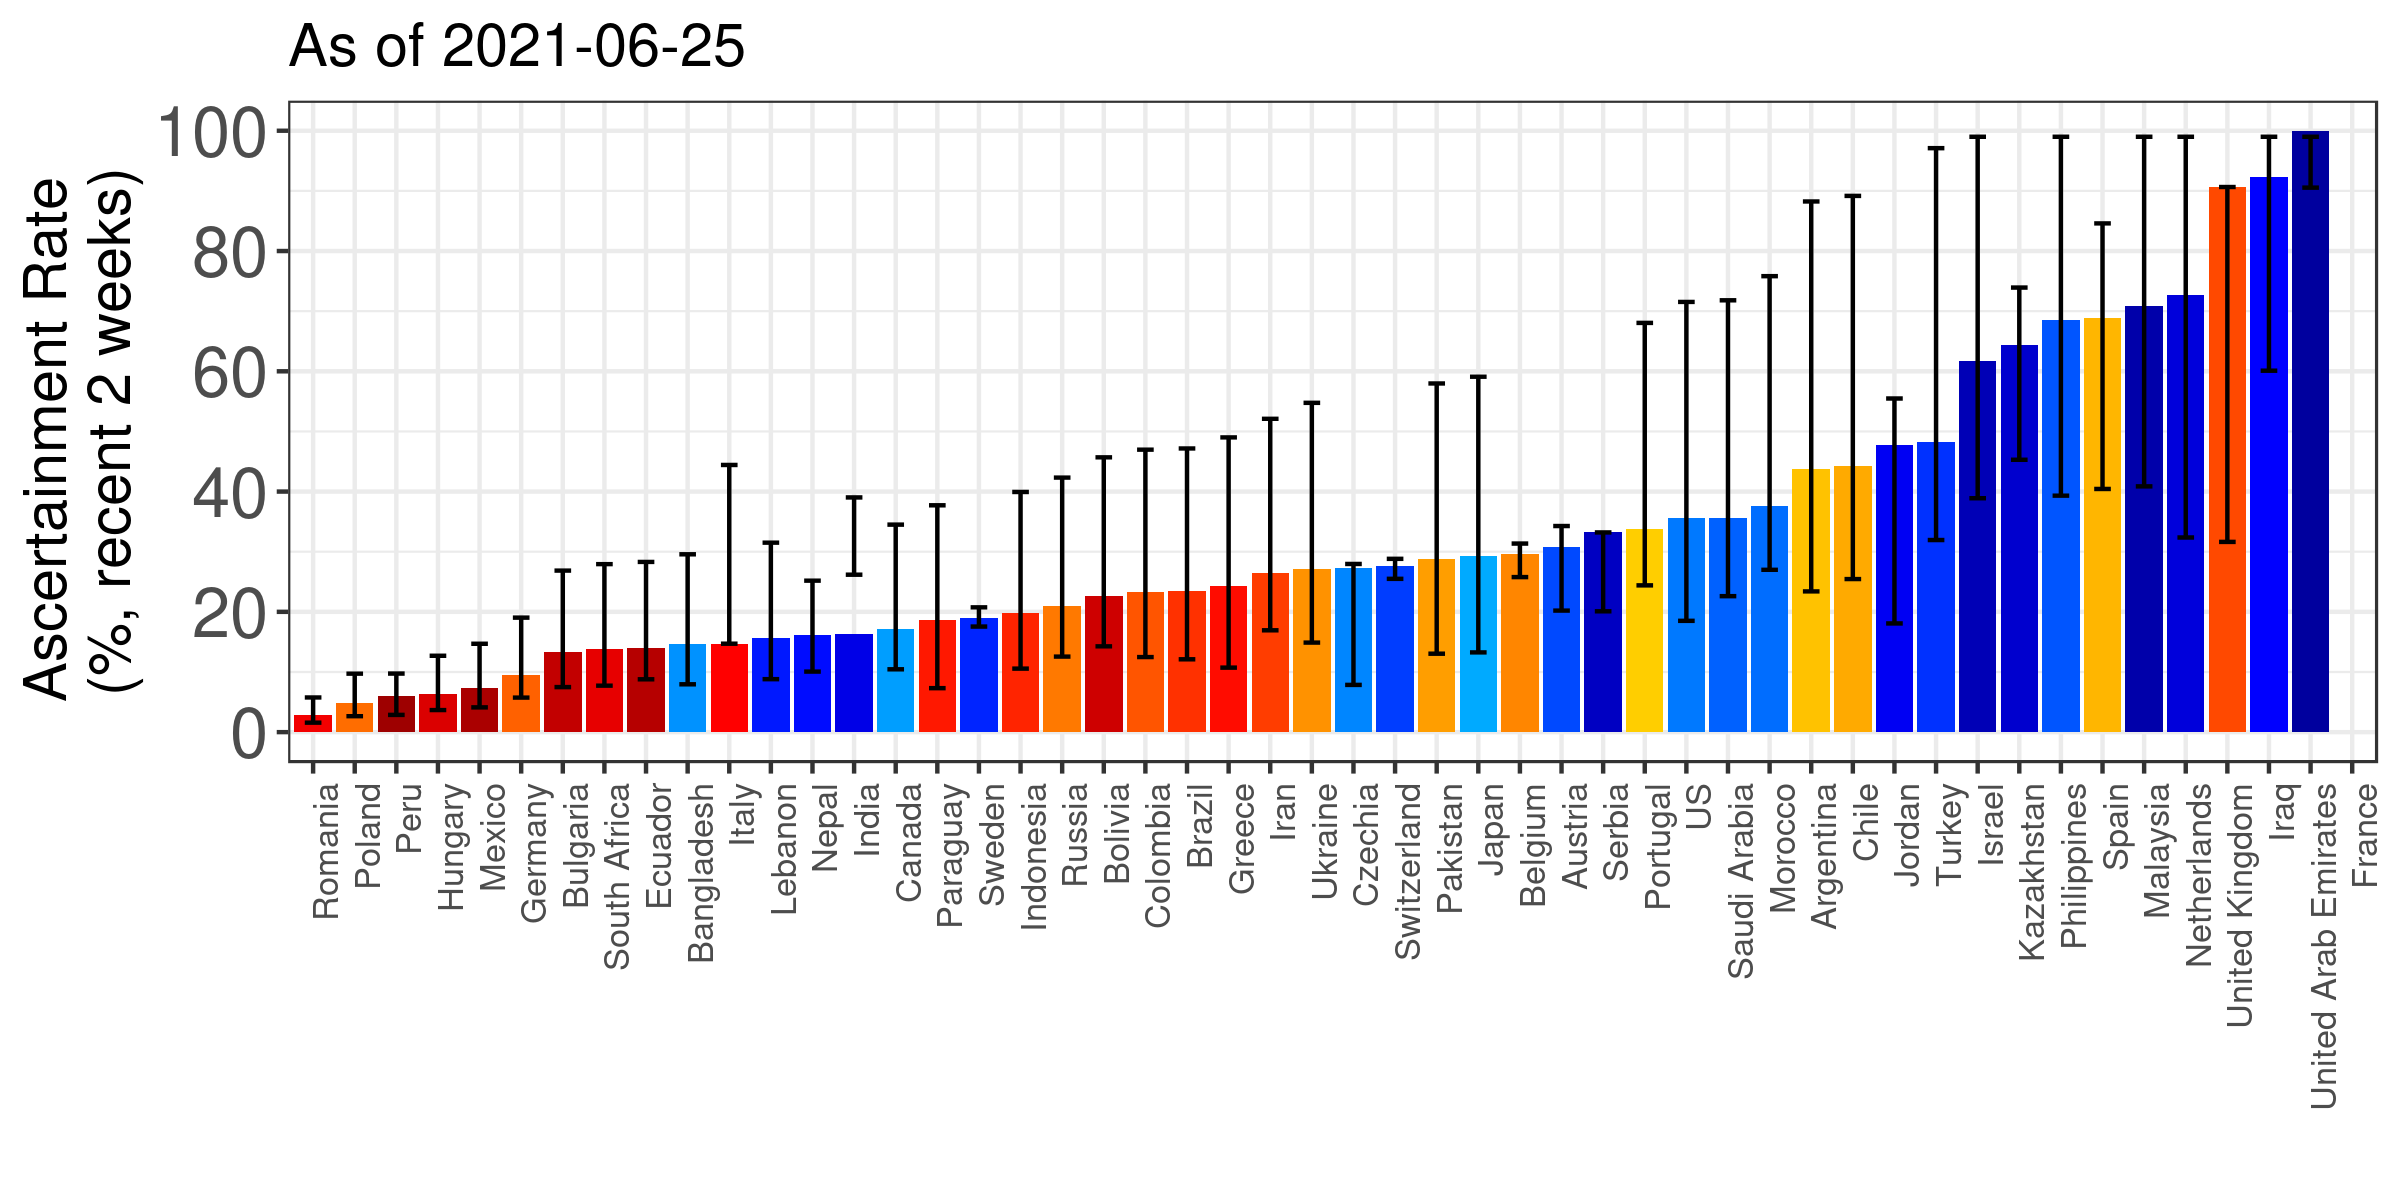 As of 2021-06-25
Ascertainment Rate
(%, recent 2 weeks)
100
80
60
40
20
0
Romania
Poland
Peru
Hungary
Mexico
Germany
Bulgaria
South Africa
Ecuador
Bangladesh
Italy
Lebanon
Nepal
India
Canada
Paraguay
Sweden
Indonesia
Russia
Bolivia
Colombia
Brazil
Greece
Iran
Ukraine
Czechia
Switzerland
Pakistan
Japan
Belgium
Austria
Serbia
Portugal
US
Saudi Arabia
Morocco
Argentina
Chile
Jordan
Turkey
Israel
Kazakhstan
Philippines
Spain
Malaysia
Netherlands
United Kingdom
Iraq
United Arab Emirates
France